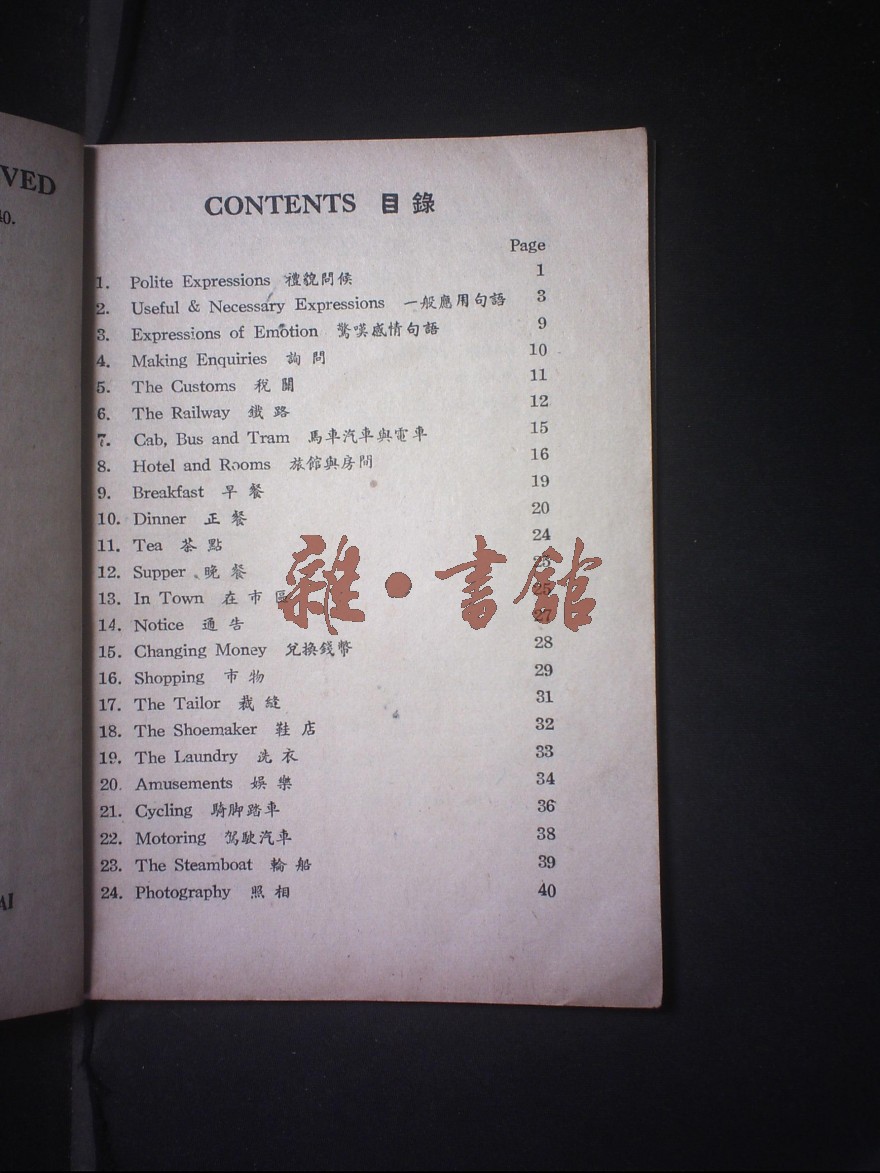 VED
40.
AI
CONTENTS 目錄
Page
1. Polite Expressions 禮貌問候 1
2. Useful & Necessary Expressions 一般應用句語 3
3. Expressions of Emotion 驚嘆感情句語 9
4. Making Enquiries 詢問 10
5. The Customs 稅關 11
6. The Railway 鐵路 12
7. Cab, Bus and Tram 馬車汽車與電車 15
8. Hotel and Rooms 旅館與房間 16
9. Breakfast 早餐 19
10. Dinner 正餐 20
11. Tea 茶點 24
12. Supper 晚餐
13. In Town 在市區 25
14. Notice 通告 27
15. Changing Money 兌換錢幣 28
16. Shopping 市物 29
17. The Tailor 裁縫 31
18. The Shoemaker 鞋店 32
19. The Laundry 洗衣 33
20. Amusements 娛樂 34
21. Cycling 騎脚踏車 36
22. Motoring 駕駛汽車 38
23. The Steamboat 輪船 39
24. Photography 照相 40
雜·書館